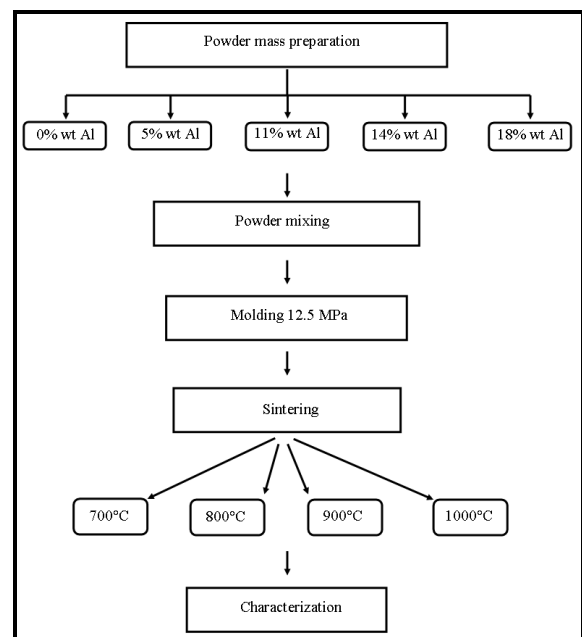 Powder mass preparation
0% wt Al
5% wt Al
11% wt Al
14% wt Al
18% wt Al
Powder mixing
Molding 12.5 MPa
Sintering
700°C
800°C
900°C
1000°C
Characterization